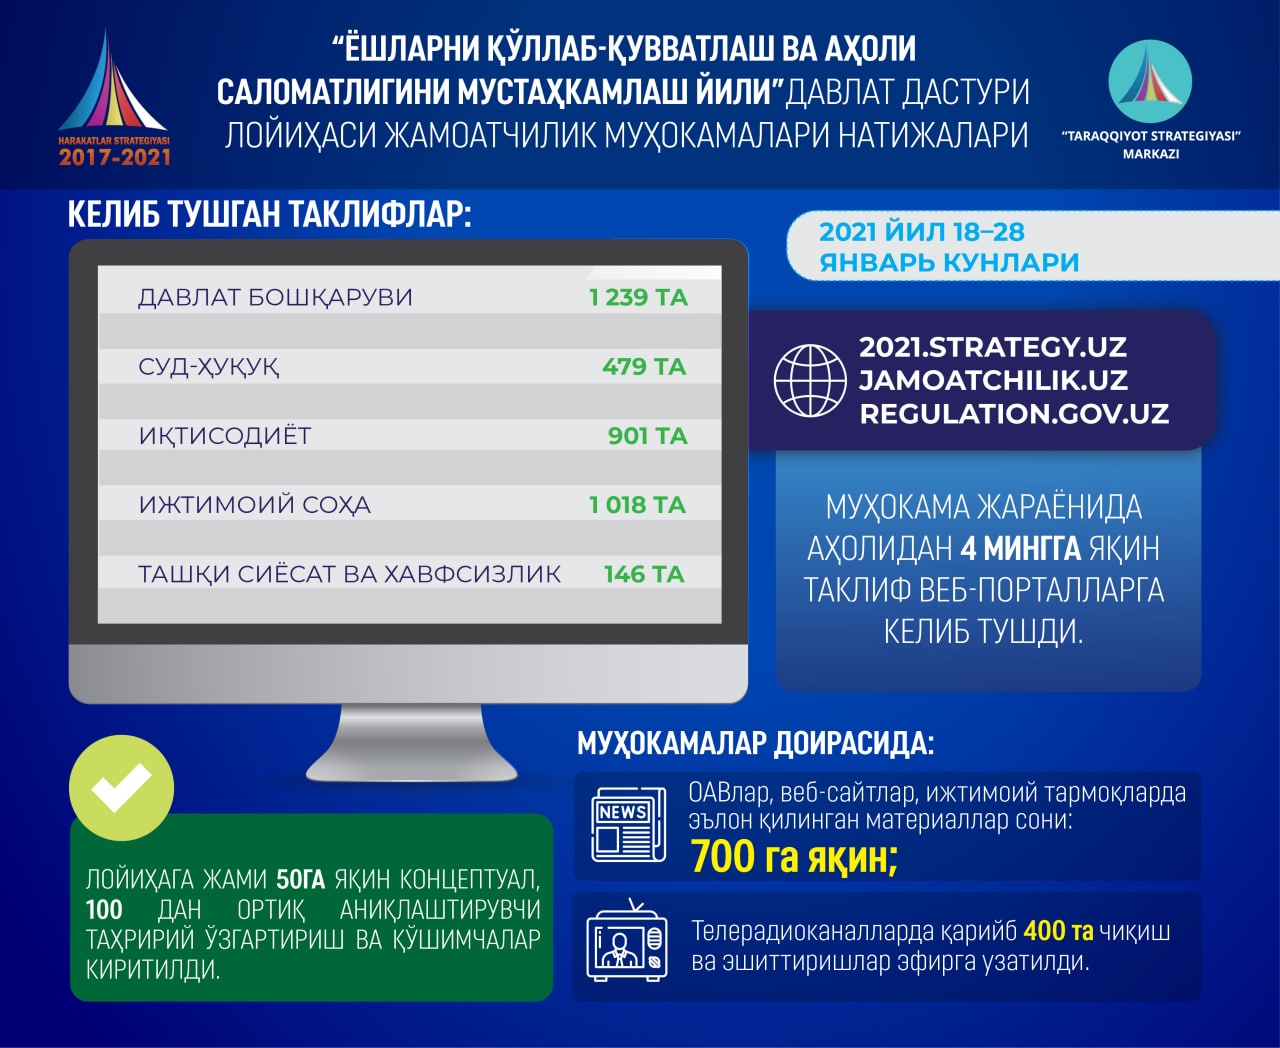 “ЁШЛАРНИ ҚЎЛЛАБ-ҚУВВАТЛАШ ВА АҲОЛИ
САЛОМАТЛИГИНИ МУСТАҲКАМЛАШ ЙИЛИ” ДАВЛАТ ДАСТУРИ
ЛОЙИҲАСИ ЖАМОАТЧИЛИК МУҲОКАМАЛАРИ НАТИЖАЛАРИ
HARAKATLAR STRATEGIYASI
2017-2021
“TARAQQIYOT STRATEGIYASI”
MARKAZI
КЕЛИБ ТУШГАН ТАКЛИФЛАР:
ДАВЛАТ БОШҚАРУВИ 1 239 ТА
СУД-ҲУҚУҚ 479 ТА
ИҚТИСОДИЁТ 901 ТА
ИЖТИМОИЙ СОҲА 1 018 ТА
ТАШҚИ СИЁСАТ ВА ХАВФСИЗЛИК 146 ТА
2021 ЙИЛ 18–28
ЯНВАРЬ КУНЛАРИ
2021.STRATEGY.UZ
JAMOATCHILIK.UZ
REGULATION.GOV.UZ
МУҲОКАМА ЖАРАЁНИДА
АҲОЛИДАН 4 МИНГГА ЯҚИН
ТАКЛИФ ВЕБ-ПОРТАЛЛАРГА
КЕЛИБ ТУШДИ.
ЛОЙИҲАГА ЖАМИ 50ГА ЯҚИН КОНЦЕПТУАЛ,
100 ДАН ОРТИҚ АНИҚЛАШТИРУВЧИ
ТАҲРИРИЙ ЎЗГАРТИРИШ ВА ҚЎШИМЧАЛАР
КИРИТИЛДИ.
МУҲОКАМАЛАР ДОИРАСИДА:
NEWS
ОАВлар, веб-сайтлар, ижтимоий тармоқларда
эълон қилинган материаллар сони:
700 га яқин;
Телерадиоканалларда қарийб 400 та чиқиш
ва эшиттиришлар эфирга узатилди.